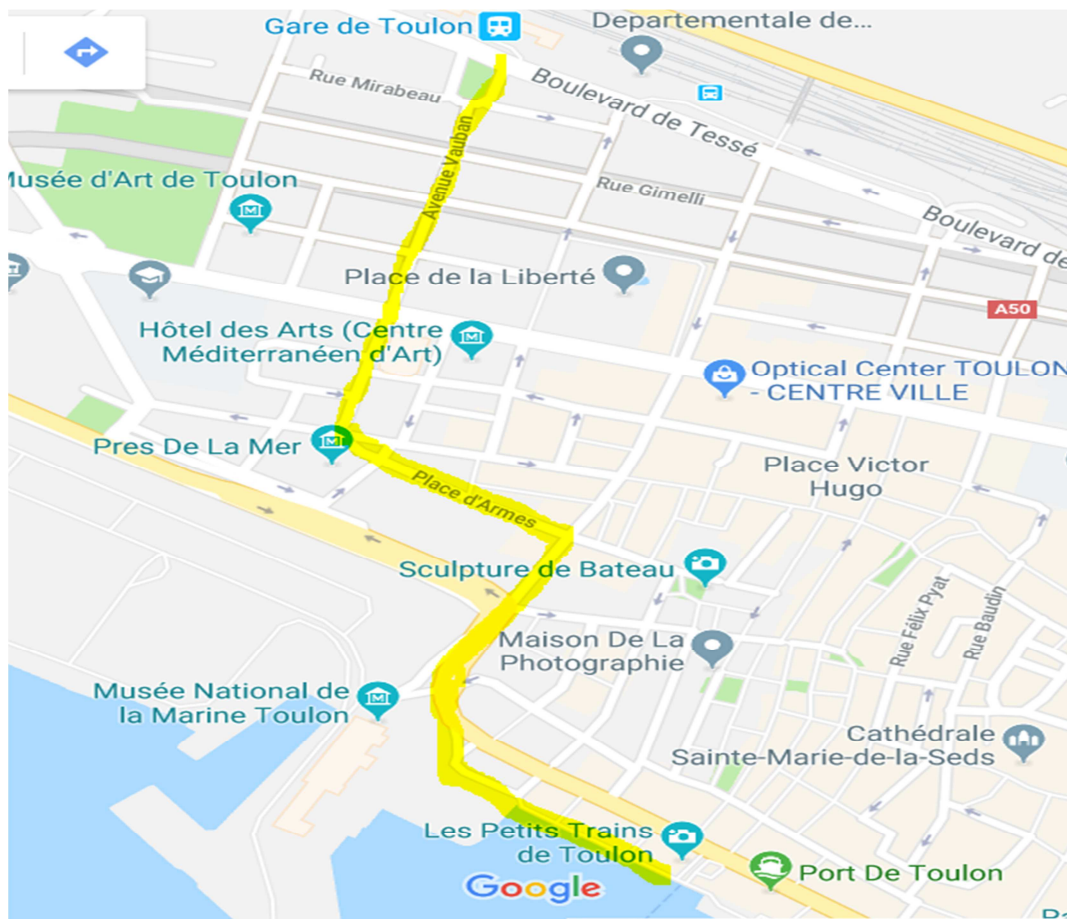 Gare de Toulon
Departementale de...
Rue Mirabeau
Boulevard de Tessé
Avenue Vauban
Musée d'Art de Toulon
Rue Gimelli
Boulevard de
Place de la Liberté
A50
Hôtel des Arts (Centre
Méditerranéen d'Art)
Optical Center TOULON
- CENTRE VILLE
Pres De La Mer
Place Victor
Hugo
Place d'Armes
Sculpture de Bateau
Rue Félix Pyat
Rue Baudin
Maison De La
Photographie
Musée National de
la Marine Toulon
Cathédrale
Sainte-Marie-de-la-Seds
Les Petits Trains
de Toulon
Port De Toulon
Google